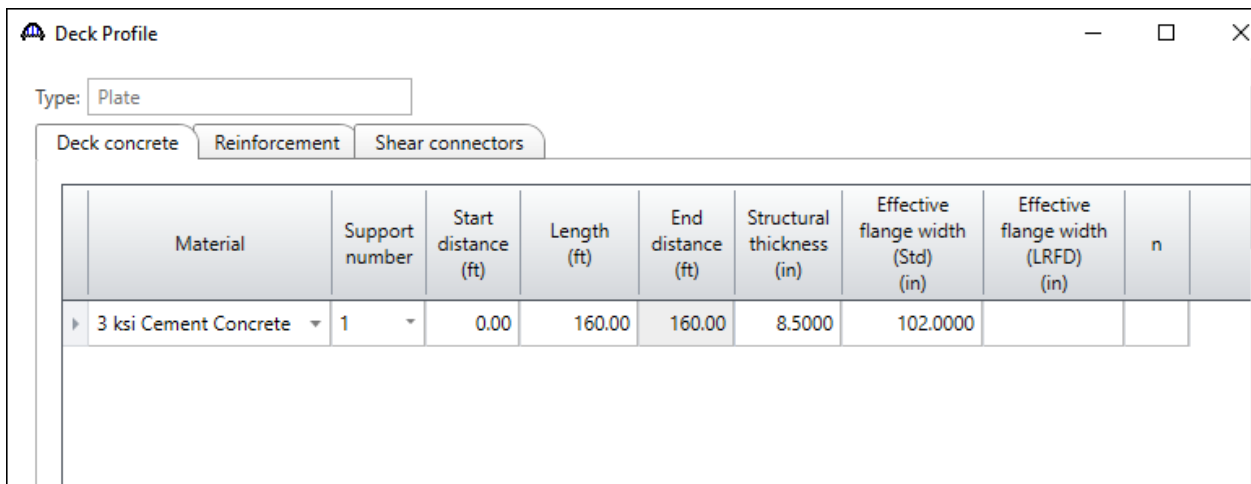 Deck Profile
Type: Plate
Deck concrete Reinforcement Shear connectors
Material
Support
number
Start
distance
(ft)
Length
(ft)
End
distance
(ft)
Structural
thickness
(in)
Effective
flange width
(Std)
(in)
Effective
flange width
(LRFD)
(in)
n
3 ksi Cement Concrete 1 0.00 160.00 160.00 8.5000 102.0000